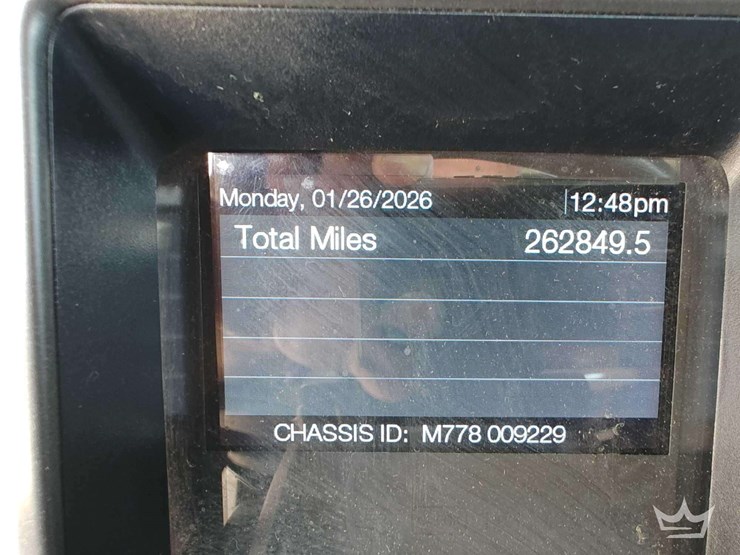 Monday, 01/26/2026 12:48pm
Total Miles 262849.5
CHASSIS ID: M778 009229